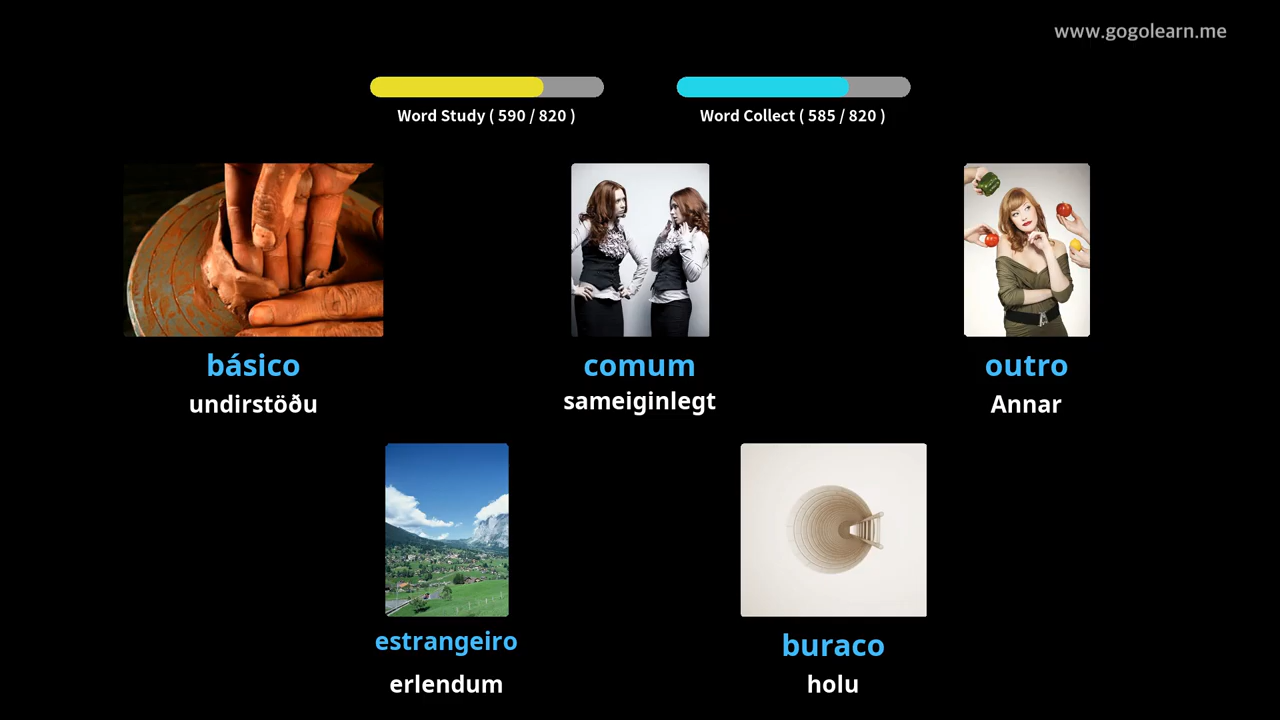 www.gogolearn.me
Word Study ( 590 / 820 )
Word Collect ( 585 / 820 )
básico
undirstöðu
comum
sameiginlegt
outro
Annar
estrangeiro
erlendum
buraco
holu